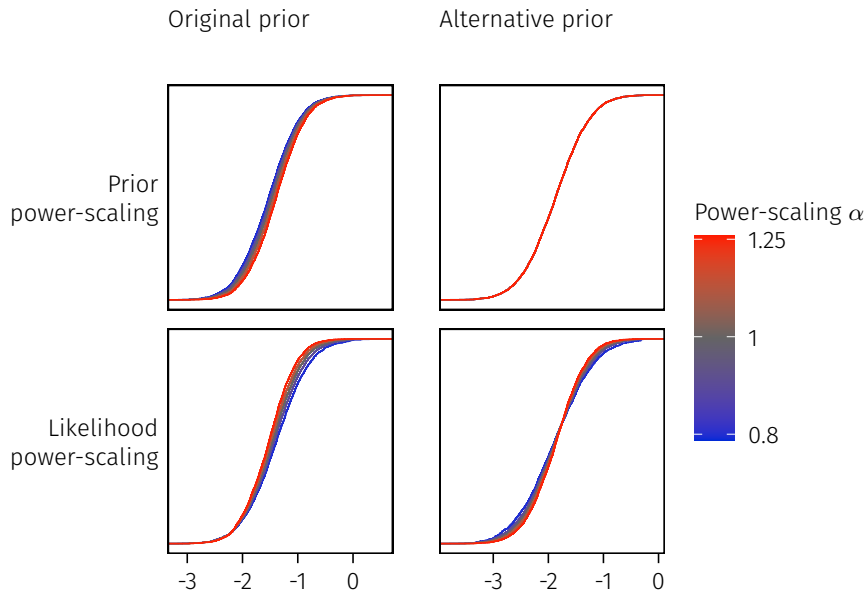 Original prior
Alternative prior
Prior
power-scaling
Likelihood
power-scaling
Power-scaling α
1.25
1
0.8
-3 -2 -1 0
-3 -2 -1 0